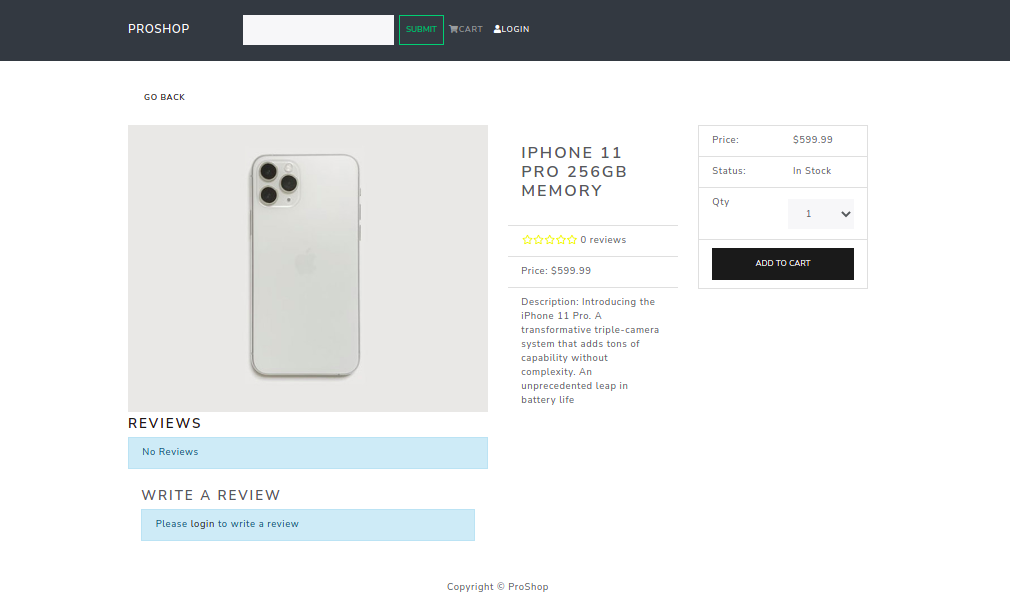 PROSHOP
SUBMIT
CART
LOGIN
GO BACK
IPHONE 11
PRO 256GB
MEMORY
0 reviews
Price: $599.99
Description: Introducing the
iPhone 11 Pro. A
transformative triple-camera
system that adds tons of
capability without
complexity. An
unprecedented leap in
battery life
Price: $599.99
Status: In Stock
Qty 1
ADD TO CART
REVIEWS
No Reviews
WRITE A REVIEW
Please login to write a review
Copyright © ProShop